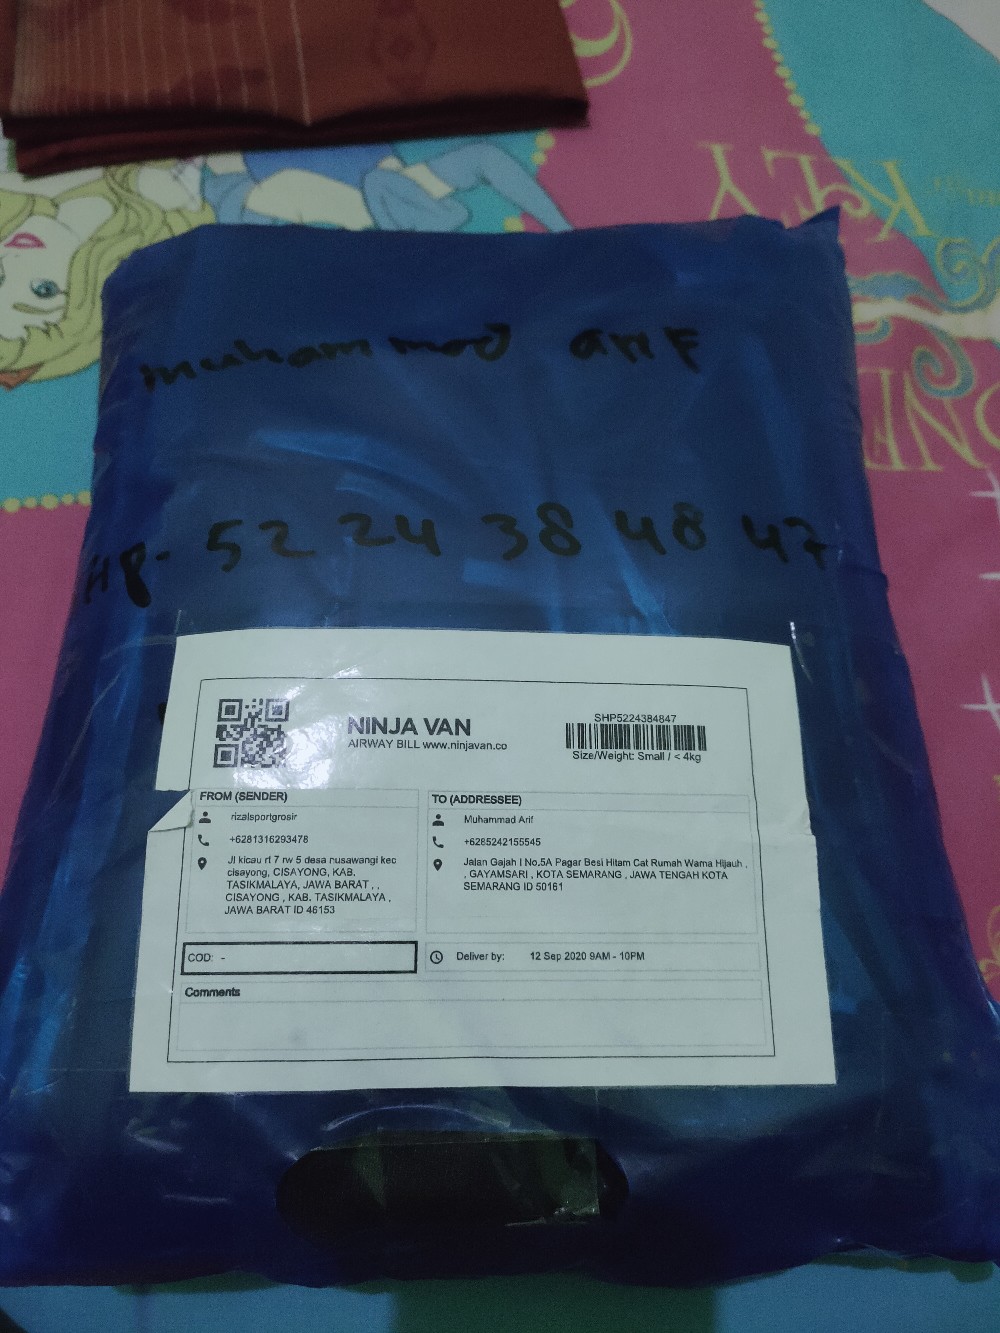 muhammad arif
Hp- 52 24 38 48 47
NINJA VAN
AIRWAY BILL www.ninjavan.co
SHP5224384847
Size/Weight: Small / < 4kg
FROM (SENDER)
rizalsportgrosir
+6281316293478
Jl kicau rt 7 rw 5 desa nusawangi kec
cisayong, CISAYONG, KAB.
TASIKMALAYA, JAWA BARAT , ,
CISAYONG , KAB. TASIKMALAYA ,
JAWA BARAT ID 46153
TO (ADDRESSEE)
Muhammad Arif
+6285242155545
Jalan Gajah I No.5A Pagar Besi Hitam Cat Rumah Warna Hijauh ,
, GAYAMSARI , KOTA SEMARANG , JAWA TENGAH KOTA
SEMARANG ID 50161
COD: -
Deliver by: 12 Sep 2020 9AM - 10PM
Comments